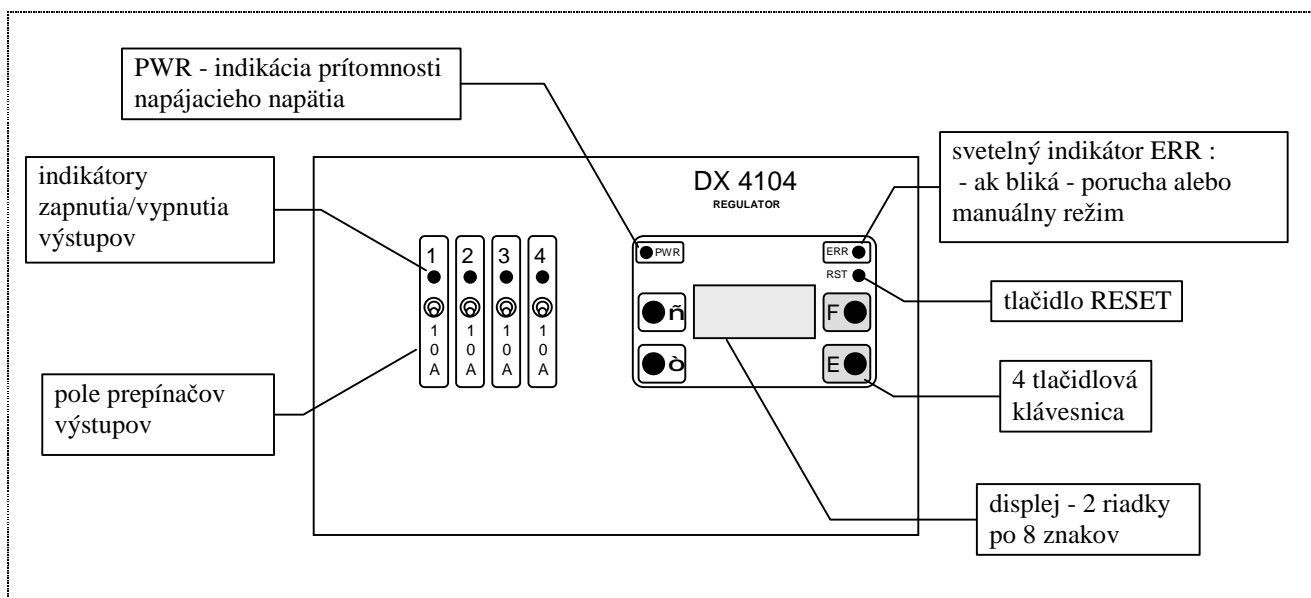 PWR - indikácia prítomnosti
napájacieho napätia
indikátory
zapnutia/vypnutia
výstupov
pole prepínačov
výstupov
svetelný indikátor ERR :
- ak bliká - porucha alebo
manuálny režim
tlačidlo RESET
4 tlačidlová
klávesnica
displej - 2 riadky
po 8 znakov
DX 4104
REGULATOR
1 2 3 4
1 1 1 1
0 0 0 0
A A A A
PWR
ERR
RST
ñ
F
ò
E